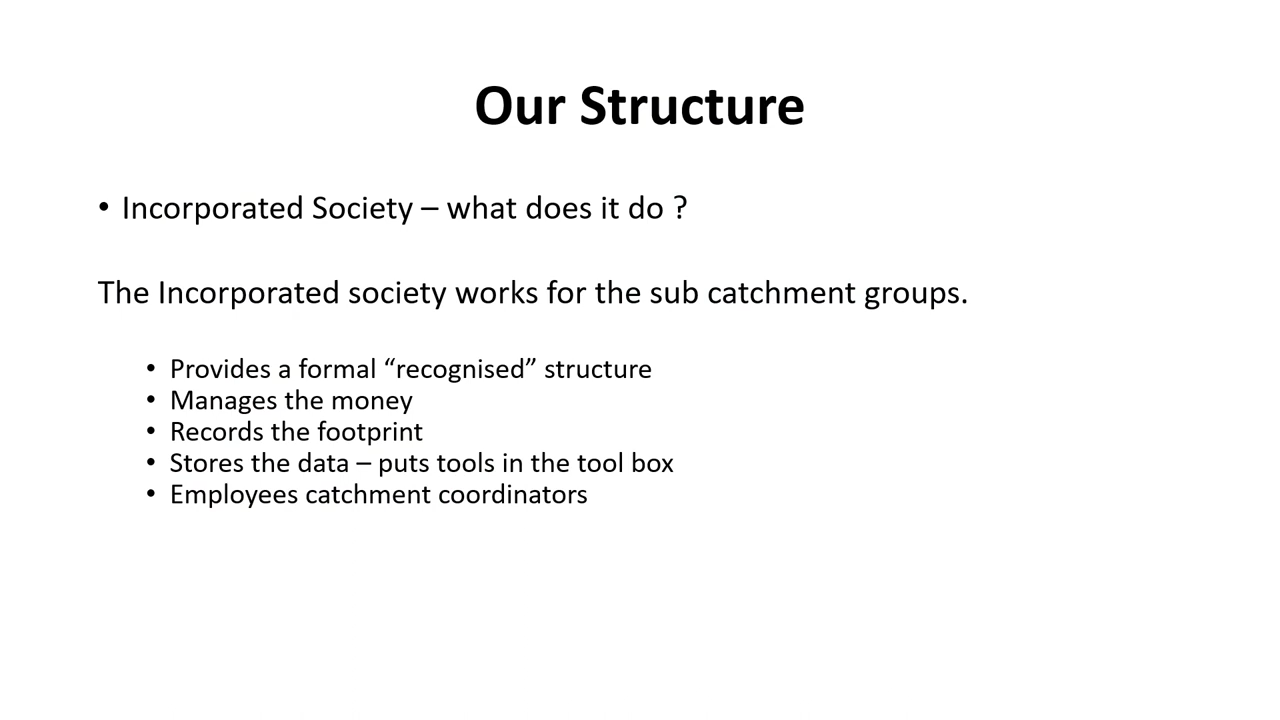 Our Structure
• Incorporated Society – what does it do ?
The Incorporated society works for the sub catchment groups.
• Provides a formal “recognised” structure
• Manages the money
• Records the footprint
• Stores the data – puts tools in the tool box
• Employees catchment coordinators